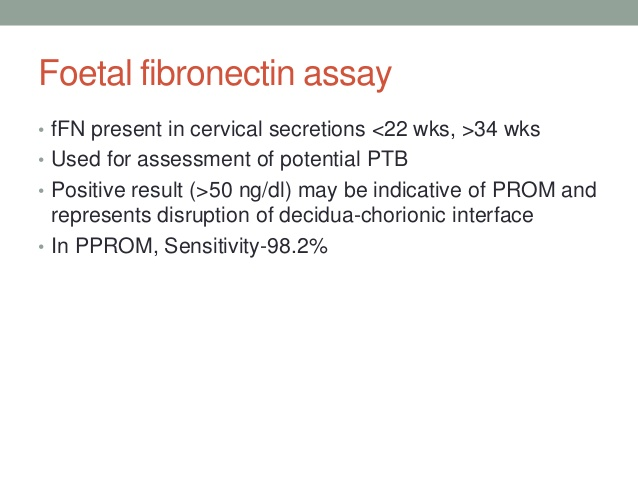 Foetal fibronectin assay
• fFN present in cervical secretions <22 wks, >34 wks
• Used for assessment of potential PTB
• Positive result (>50 ng/dl) may be indicative of PROM and
represents disruption of decidua-chorionic interface
• In PPROM, Sensitivity-98.2%